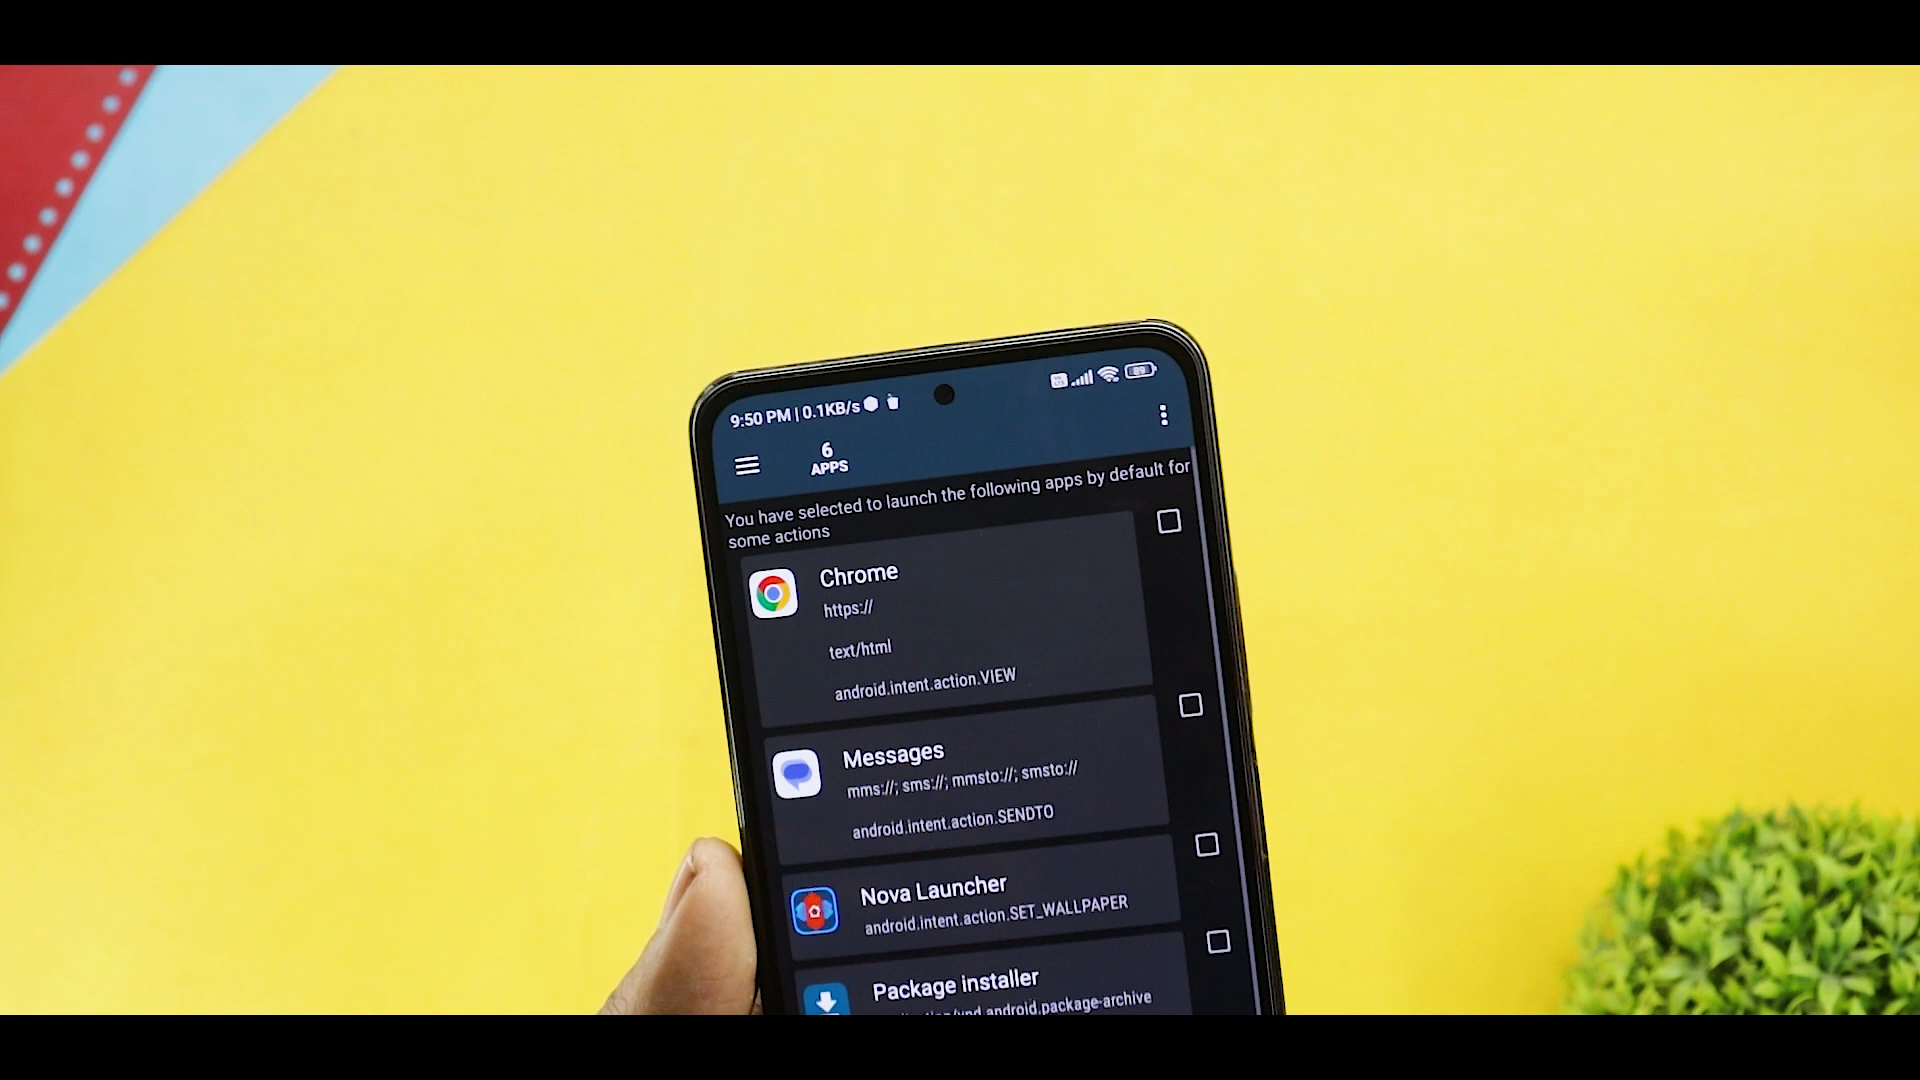 9:50 PM | 0.1KB/s
89
6
APPS
You have selected to launch the following apps by default for
some actions
Chrome
https://
text/html
android.intent.action.VIEW
Messages
mms://; sms://; mmsto://; smsto://
android.intent.action.SENDTO
Nova Launcher
android.intent.action.SET_WALLPAPER
Package installer
android.package-archive